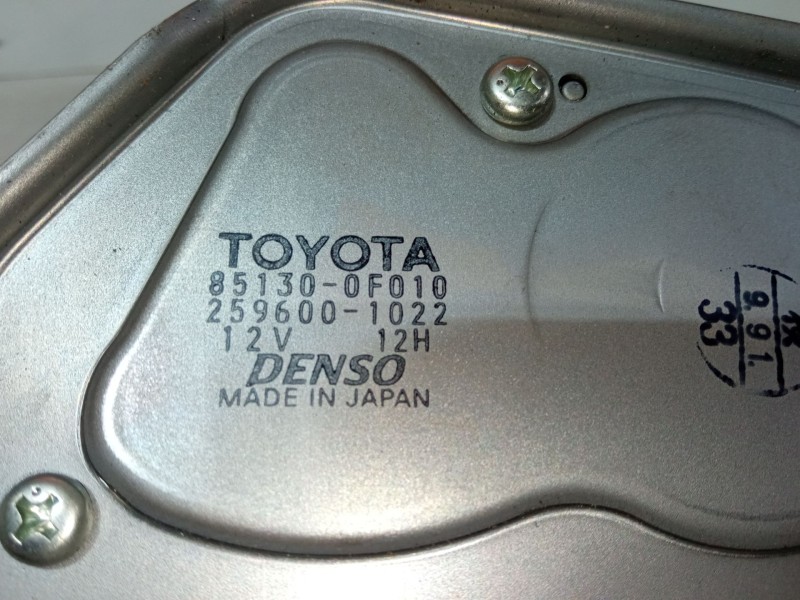 TOYOTA
85130-0F010
259600-1022
12V 12H
DENSO
MADE IN JAPAN
9.91.
33